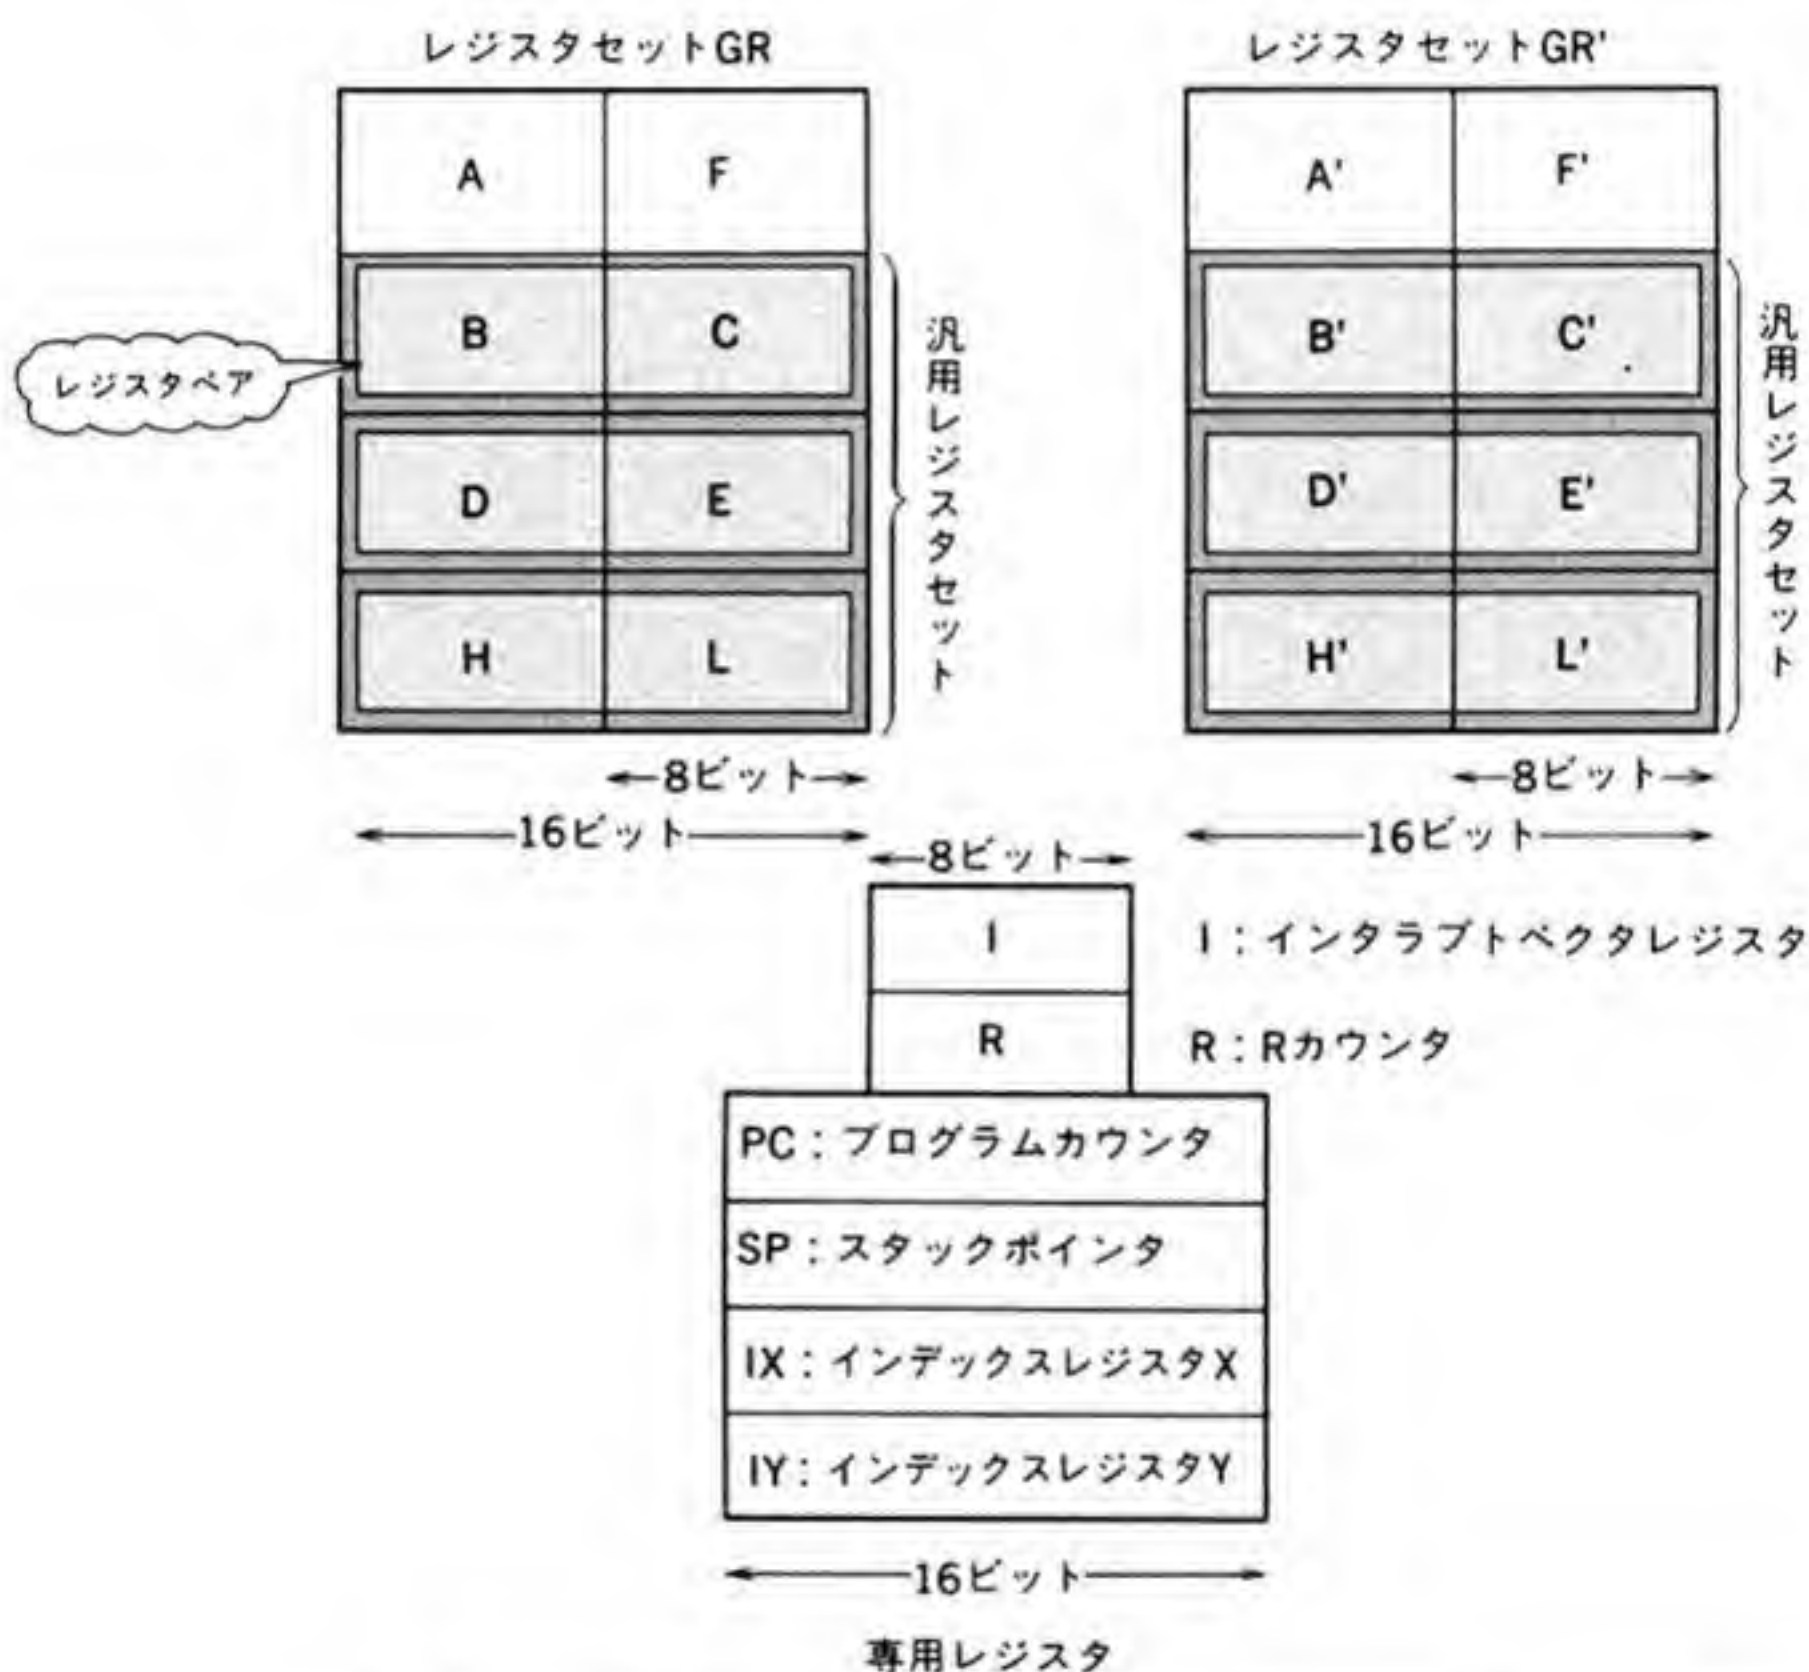 レジスタセットGR
A
F
レジスタペア
B
C
D
E
H
L
汎用レジスタセット
8ビット
16ビット
レジスタセットGR'
A'
F'
B'
C'
D'
E'
H'
L'
汎用レジスタセット
8ビット
16ビット
8ビット
I
I：インタラプトベクタレジスタ
R
R：Rカウンタ
PC：プログラムカウンタ
SP：スタックポインタ
IX：インデックスレジスタX
IY：インデックスレジスタY
16ビット
専用レジスタ